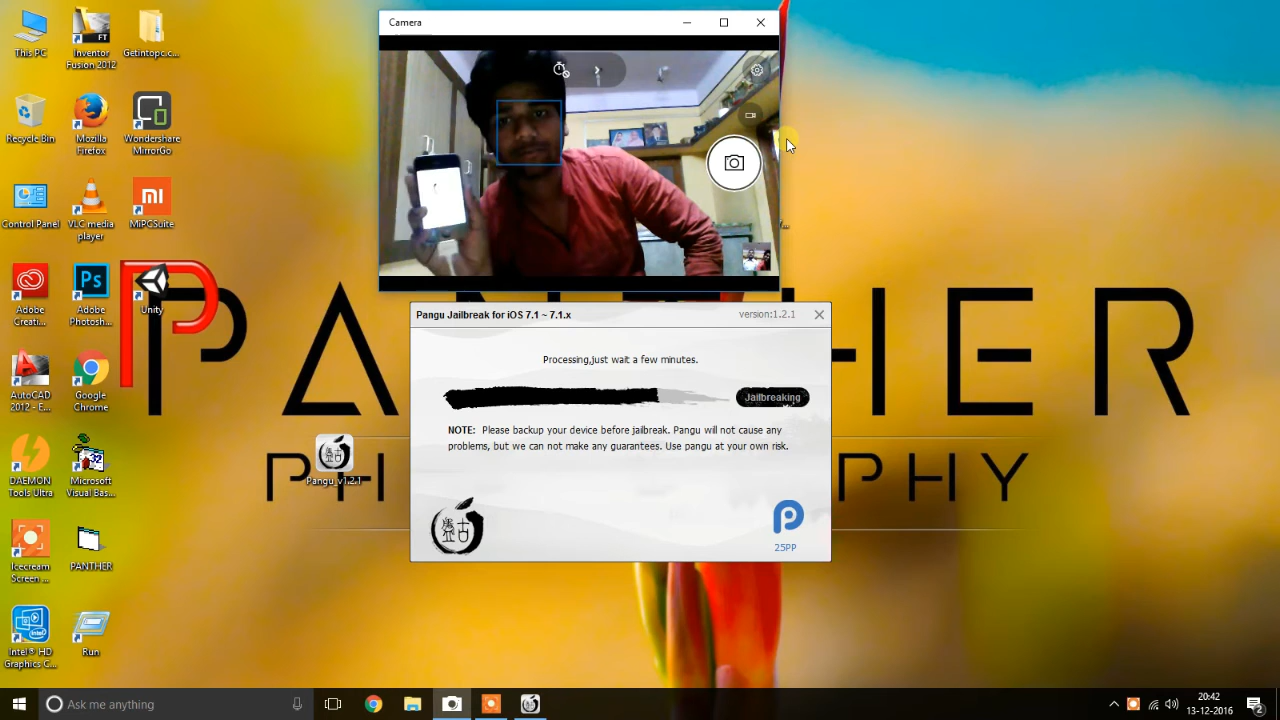 Camera
This PC
Inventor
Fusion 2012
Getintopc.c...
Recycle Bin
Mozilla
Firefox
Wondershare
MirrorGo
Control Panel
VLC media
player
MiPCSuite
Adobe
Creati...
Adobe
Photosh...
Unity
AutoCAD
2012 - E...
Google
Chrome
DAEMON
Tools Ultra
Microsoft
Visual Bas...
Pangu_v1.2.1
Icecream
Screen ...
PANTHER
Intel® HD
Graphics C...
Run
Pangu Jailbreak for iOS 7.1 ~ 7.1.x
version:1.2.1
Processing,just wait a few minutes.
Jailbreaking
NOTE: Please backup your device before jailbreak. Pangu will not cause any
problems, but we can not make any guarantees. Use pangu at your own risk.
盘古
25PP
Ask me anything
20:42
13-12-2016
2